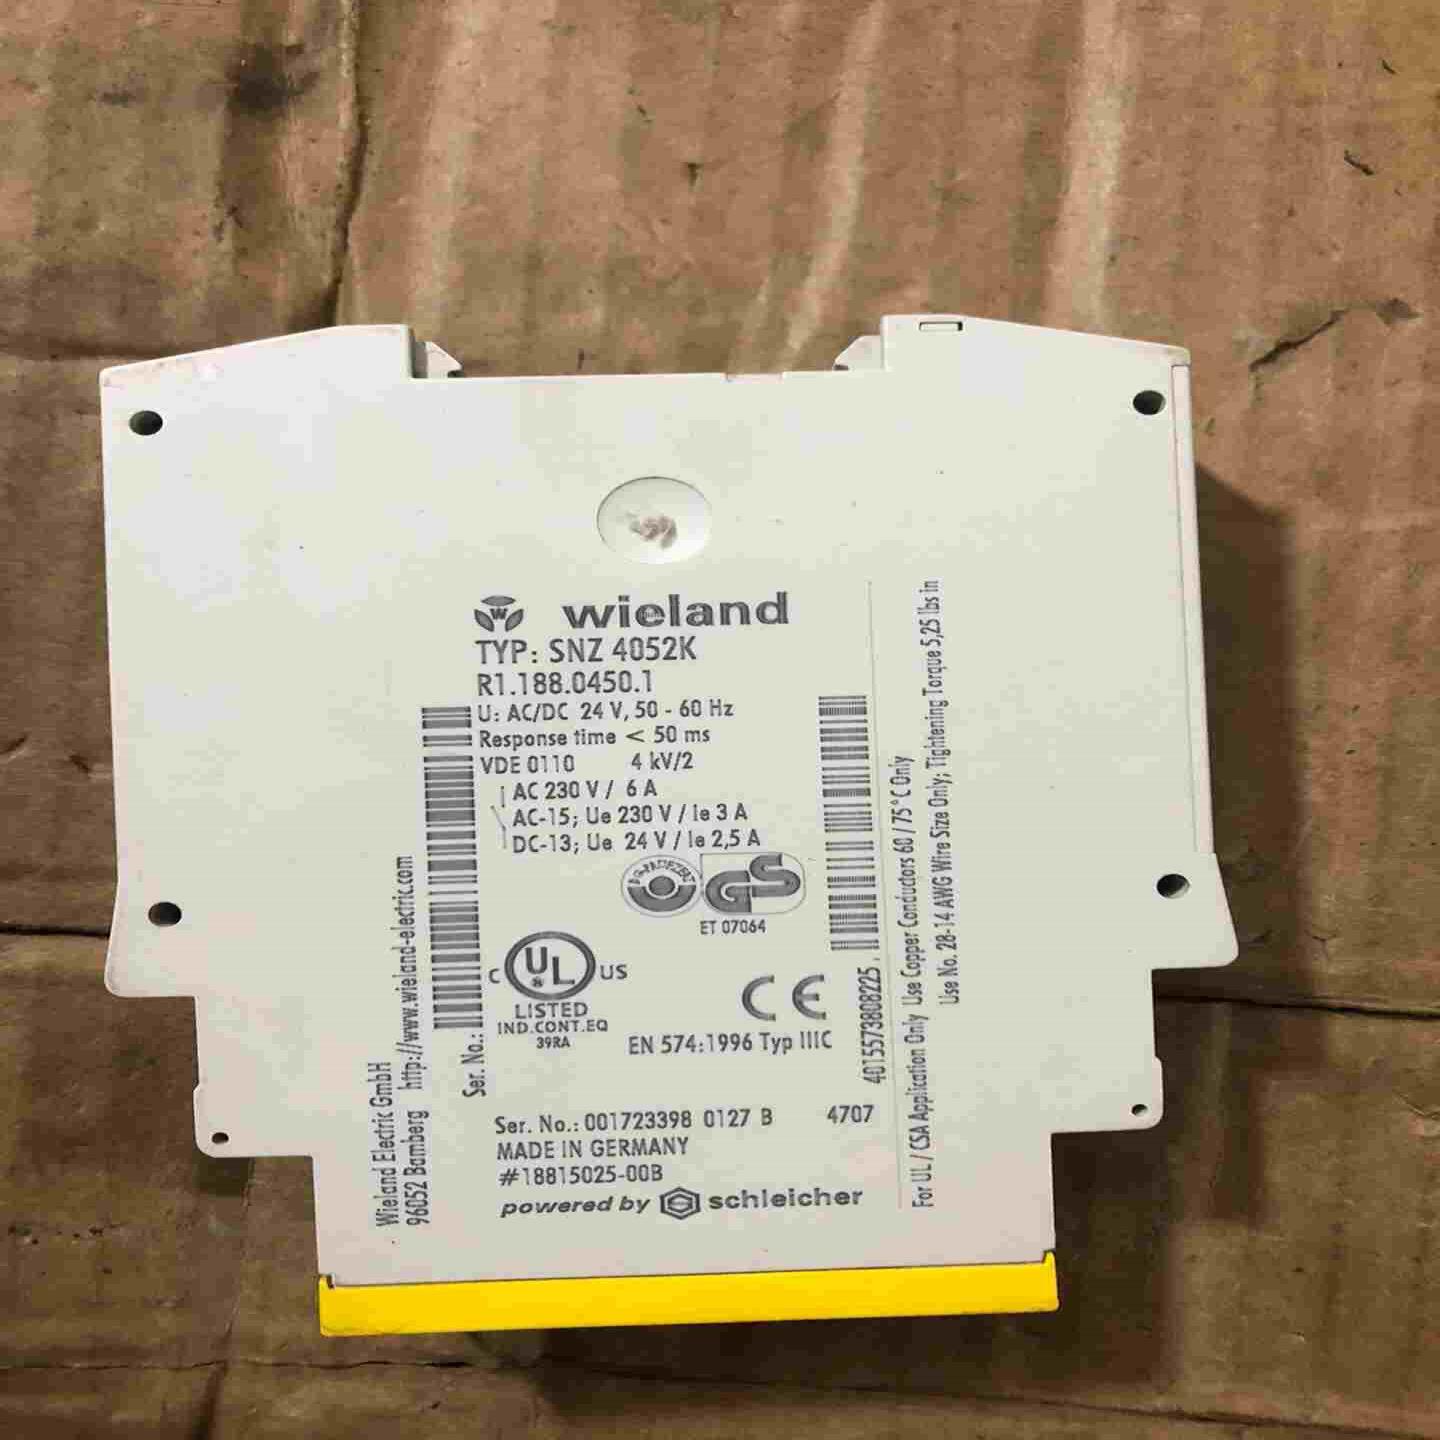 wieland
TYP: SNZ 4052K
R1.188.0450.1
U: AC/DC 24 V, 50 - 60 Hz
Response time < 50 ms
VDE 0110 4 kV/2
AC 230 V / 6 A
AC-15; Ue 230 V / Ie 3 A
DC-13; Ue 24 V / Ie 2,5 A
GS
ET 07064
C UL US
LISTED
IND.CONT.EQ
39RA
CE
EN 574:1996 Typ IIIC
Ser. No.: 001723398 0127 B 4707
MADE IN GERMANY
#18815025-00B
powered by schleicher
Wieland Electric GmbH
96052 Bamberg http://www.wieland-electric.com
Ser. No.:
4015573808225
For UL / CSA Application Only Use Copper Conductors 60 / 75°C Only
Use No. 28-14 AWG Wire Size Only; Tightening Torque 5,25 lbs in